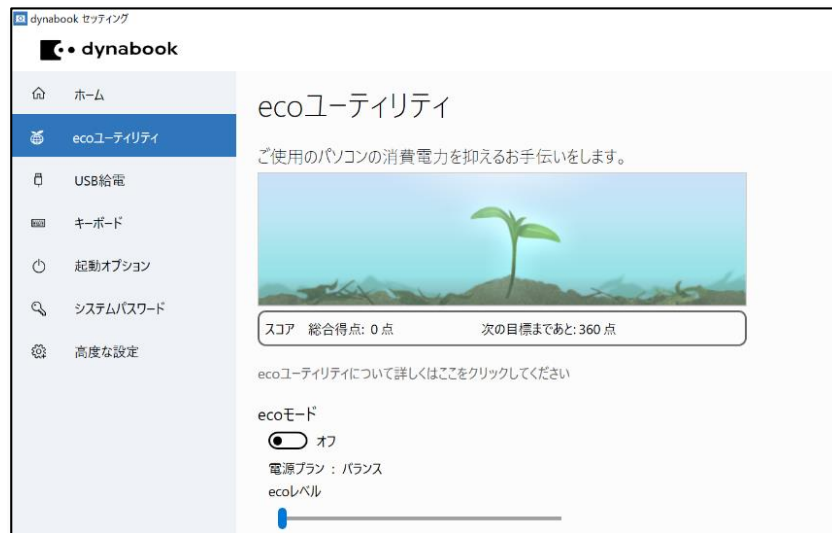 dynabook セッティング
dynabook
ホーム
ecoユーティリティ
USB給電
キーボード
起動オプション
システムパスワード
高度な設定
ecoユーティリティ
ご使用のパソコンの消費電力を抑えるお手伝いをします。
スコア 総合得点: 0 点 次の目標まであと: 360 点
ecoユーティリティについて詳しくはここをクリックしてください
ecoモード
オフ
電源プラン : バランス
ecoレベル